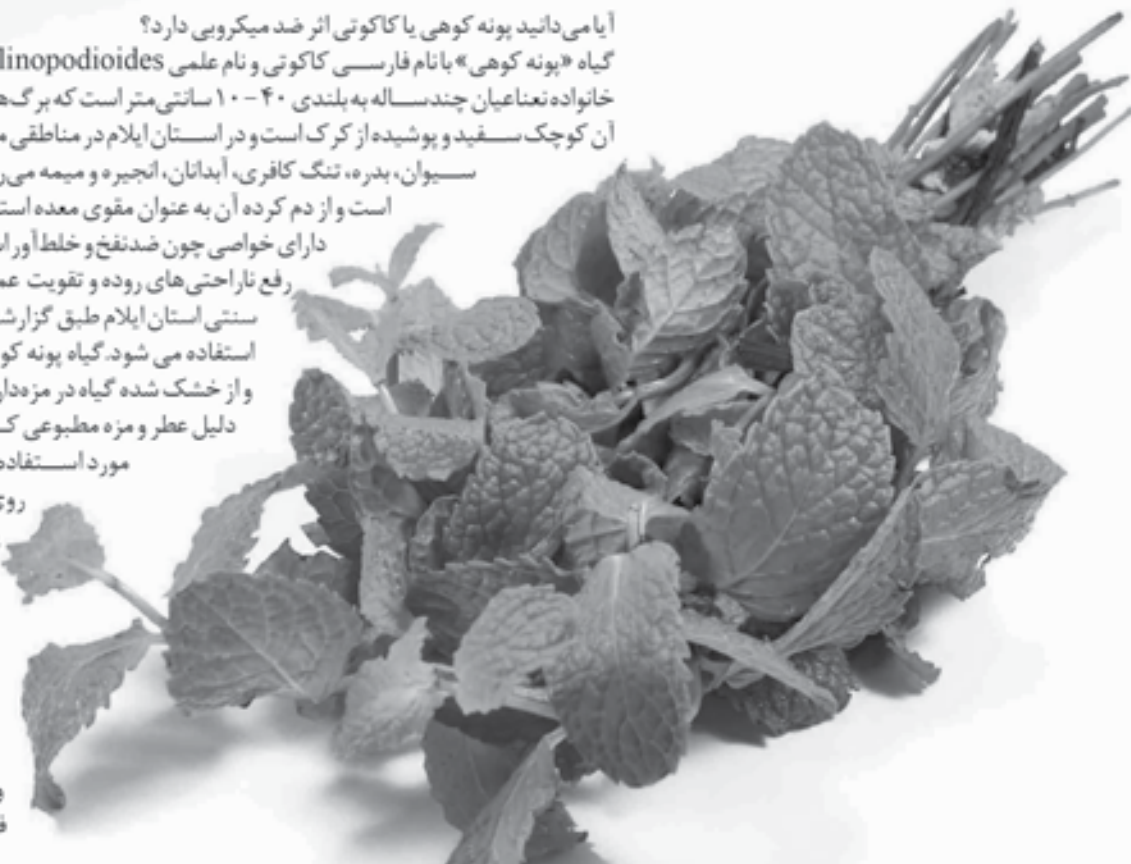 آیا می‌دانید پونه کوهی یا کاکوتی اثر ضد میکروبی دارد؟
گیاه «پونه کوهی» با نام فارسی کاکوتی و نام علمی linopodioides
خانواده نعناعیان چندساله به بلندی ۴۰ - ۱۰ سانتی‌متر است که برگ‌ه
آن کوچک سفید و پوشیده از کرک است و در استان ایلام در مناطقی م
سیوان، بدره، تنگ کافری، آبدانان، انجیره و میمه می‌ر
است و از دم کرده آن به عنوان مقوی معده است
دارای خواصی چون ضدنفخ و خلط‌آور ا
رفع ناراحتی‌های روده و تقویت عم
سنتی استان ایلام طبق گزارش
استفاده می شود. گیاه پونه کو
و از خشک شده گیاه در مزه‌دار
دلیل عطر و مزه مطبوعی ک
مورد استفاده
روی